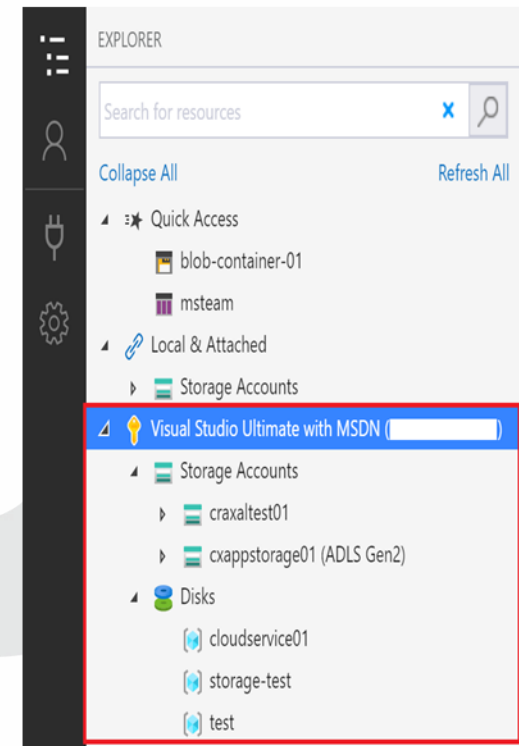 EXPLORER
Search for resources
Collapse All Refresh All
Quick Access
blob-container-01
msteam
Local & Attached
Storage Accounts
Visual Studio Ultimate with MSDN ( )
Storage Accounts
craxaltest01
cxappstorage01 (ADLS Gen2)
Disks
cloudservice01
storage-test
test